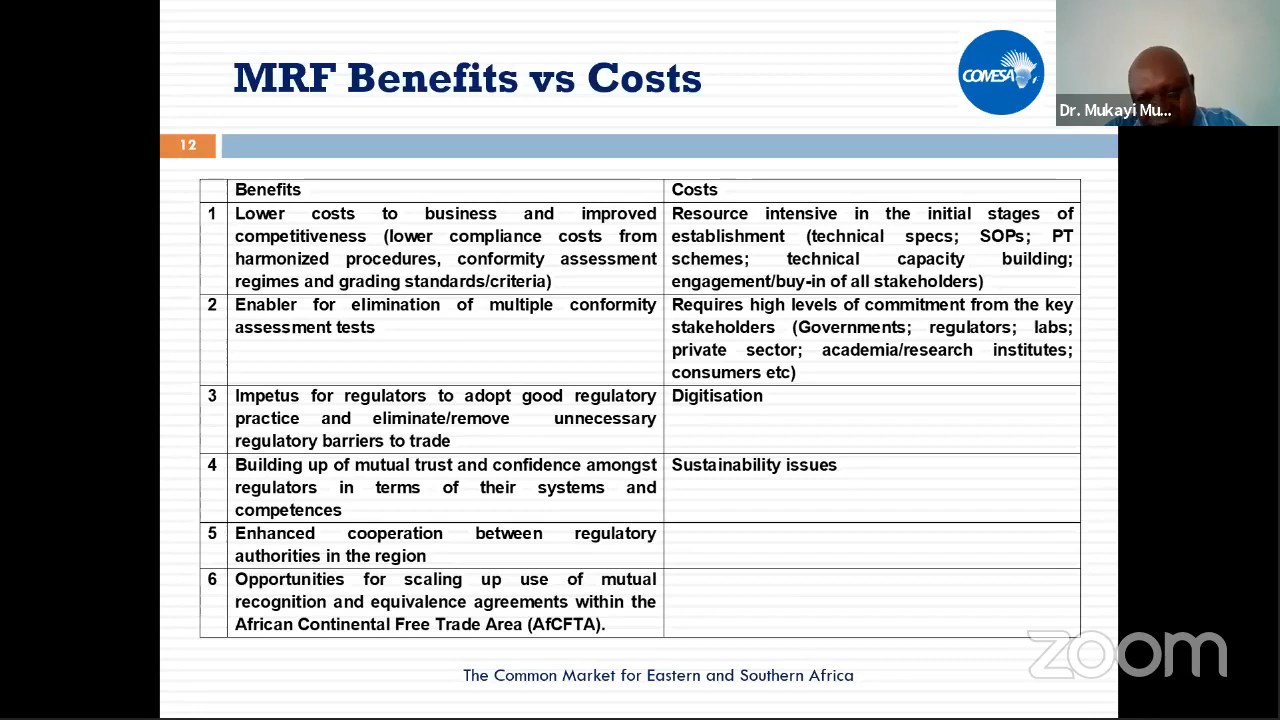 MRF Benefits vs Costs
COMESA
Dr. Mukayi Mu...
12
Benefits
Costs
1
Lower costs to business and improved
competitiveness (lower compliance costs from
harmonized procedures, conformity assessment
regimes and grading standards/criteria)
Resource intensive in the initial stages of
establishment (technical specs; SOPs; PT
schemes; technical capacity building;
engagement/buy-in of all stakeholders)
2
Enabler for elimination of multiple conformity
assessment tests
Requires high levels of commitment from the key
stakeholders (Governments; regulators; labs;
private sector; academia/research institutes;
consumers etc)
3
Impetus for regulators to adopt good regulatory
practice and eliminate/remove unnecessary
regulatory barriers to trade
Digitisation
4
Building up of mutual trust and confidence amongst
regulators in terms of their systems and
competences
Sustainability issues
5
Enhanced cooperation between regulatory
authorities in the region
6
Opportunities for scaling up use of mutual
recognition and equivalence agreements within the
African Continental Free Trade Area (AfCFTA).
The Common Market for Eastern and Southern Africa
zoom